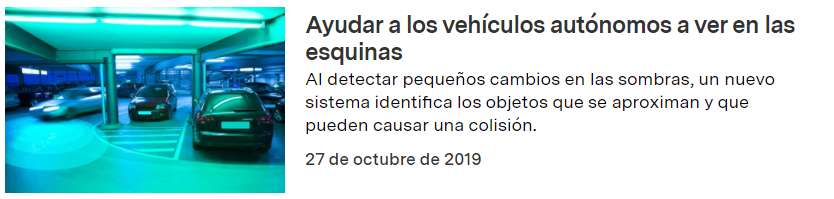 Ayudar a los vehículos autónomos a ver en las
esquinas
Al detectar pequeños cambios en las sombras, un nuevo
sistema identifica los objetos que se aproximan y que
pueden causar una colisión.
27 de octubre de 2019